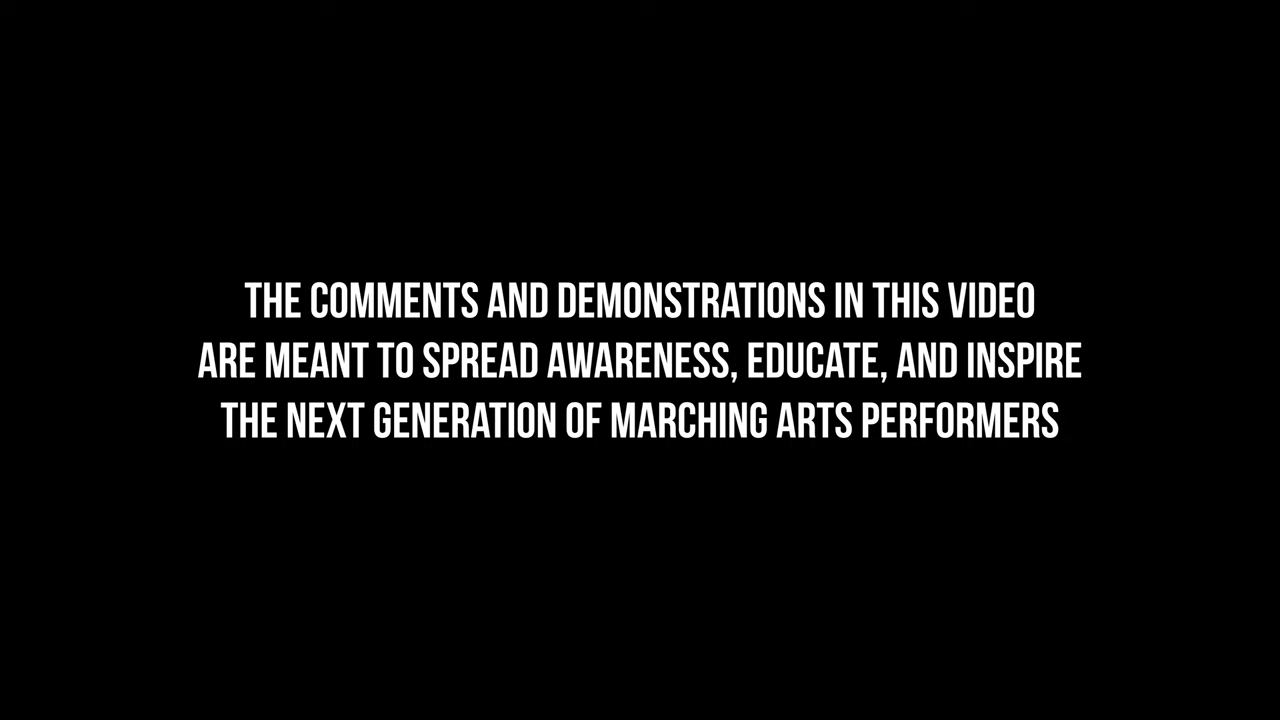 THE COMMENTS AND DEMONSTRATIONS IN THIS VIDEO
ARE MEANT TO SPREAD AWARENESS, EDUCATE, AND INSPIRE
THE NEXT GENERATION OF MARCHING ARTS PERFORMERS